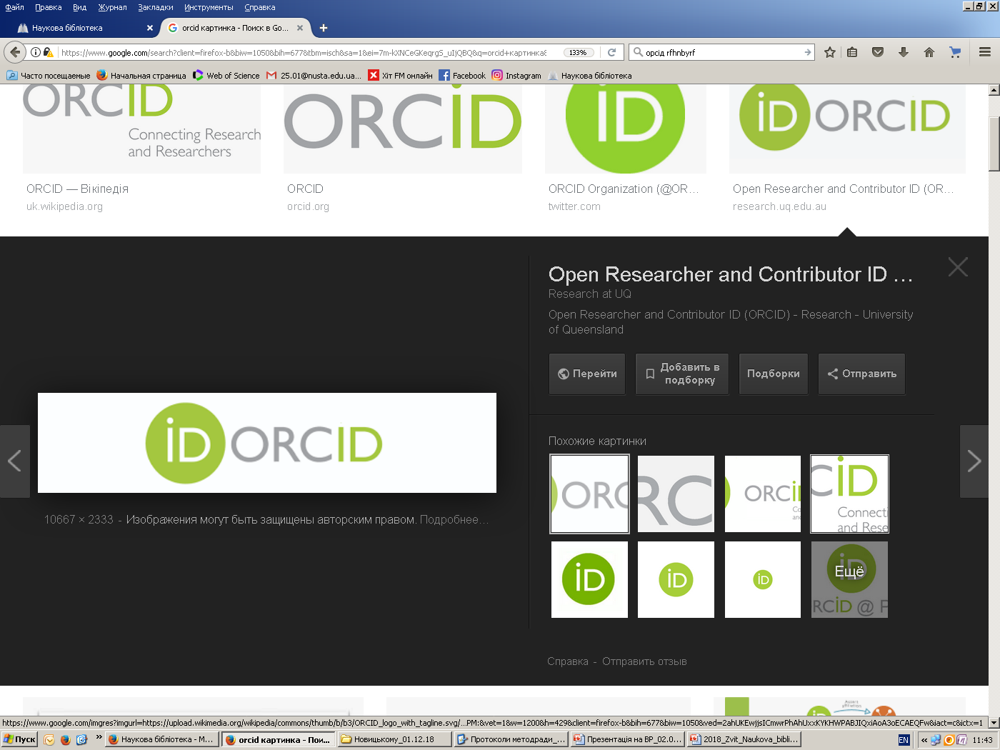 Файл Правка Вид Журнал Закладки Инструменты Справка
Наукова бібліотека
orcid картинка - Поиск в Go...
https://www.google.com/search?client=firefox-b&biw=1050&bih=677&tbm=isch&sa=1&ei=7m-kXNCeGKeqrgS_uIjQBQ&q=orcid+картинка& 133% орсід rfhnbyrf
Часто посещаемые Начальная страница Web of Science 25.01@nusta.edu.ua... Хіт FM онлайн Facebook Instagram Наукова бібліотека
ORCID
Connecting Research
and Researchers
ORCID
iD
iD ORCID
ORCID — Вікіпедія
uk.wikipedia.org
ORCID
orcid.org
ORCID Organization (@OR...
twitter.com
Open Researcher and Contributor ID (OR...
research.uq.edu.au
Open Researcher and Contributor ID ...
Research at UQ
Open Researcher and Contributor ID (ORCID) - Research - University
of Queensland
Перейти
Добавить в
подборку
Подборки
Отправить
iD ORCID
10667 × 2333 - Изображения могут быть защищены авторским правом. Подробнее...
Похожие картинки
ORC
RC
ORCi
Co
and
CiD
Connecti
and Rese
iD
iD
iD
iD
Ещё
RCiD @ F
Справка - Отправить отзыв
https://www.google.com/imgres?imgurl=https://upload.wikimedia.org/wikipedia/commons/thumb/b/b3/ORCID_logo_with_tagline.svg/...PM:&vet=1&w=1200&h=429&client=firefox-b&bih=677&biw=1050&ved=2ahUKEwjjsICmwrPhAhUxxKYKHWPABJIQxiAoA3oECAEQFw&iact=c&ictx=1
Пуск » Наукова бібліотека - M... orcid картинка - Пои... Новицькому_01.12.18 Протоколи методради_... Презентація на ВР_02.0... 2018_Zvit_Naukova_bibli... EN « 11:43